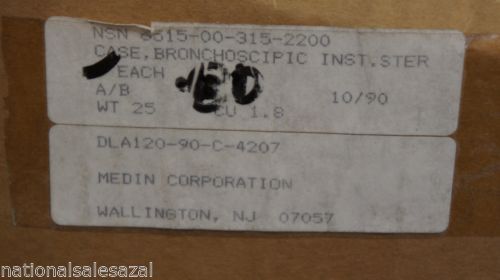 NSN 6515-00-315-2200
CASE,BRONCHOSCIPIC INST.STER
EACH
A/B 10/90
WT 25 CU 1.8
DLA120-90-C-4207
MEDIN CORPORATION
WALLINGTON, NJ 07057
nationalsalesazal